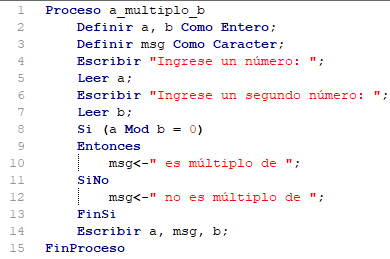 1 Proceso a_multiplo_b
2 Definir a, b Como Entero;
3 Definir msg Como Caracter;
4 Escribir "Ingrese un número: ";
5 Leer a;
6 Escribir "Ingrese un segundo número: ";
7 Leer b;
8 Si (a Mod b = 0)
9 Entonces
10 msg<-" es múltiplo de ";
11 SiNo
12 msg<-" no es múltiplo de ";
13 FinSi
14 Escribir a, msg, b;
15 FinProceso